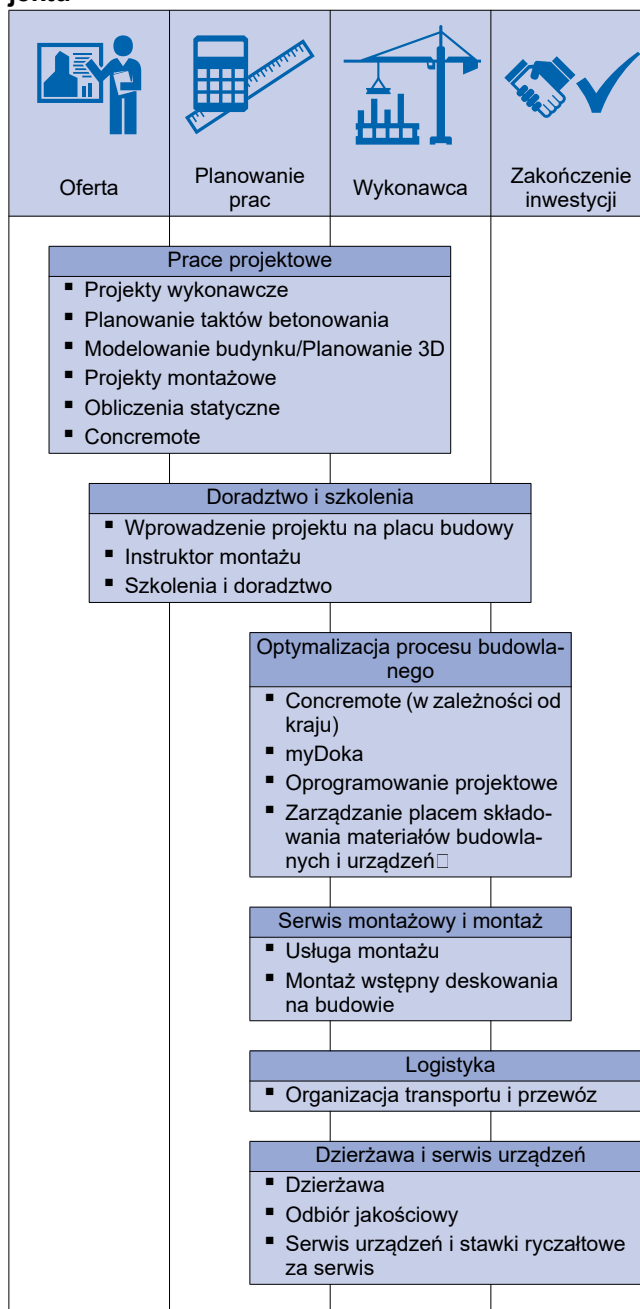 Oferta
Planowanie
prac
Wykonawca
Zakończenie
inwestycji
Prace projektowe
▪ Projekty wykonawcze
▪ Planowanie taktów betonowania
▪ Modelowanie budynku/Planowanie 3D
▪ Projekty montażowe
▪ Obliczenia statyczne
▪ Concremote
Doradztwo i szkolenia
▪ Wprowadzenie projektu na placu budowy
▪ Instruktor montażu
▪ Szkolenia i doradztwo
Optymalizacja procesu budowla-
nego
▪ Concremote (w zależności od
kraju)
▪ myDoka
▪ Oprogramowanie projektowe
▪ Zarządzanie placem składo-
wania materiałów budowla-
nych i urządzeń□
Serwis montażowy i montaż
▪ Usługa montażu
▪ Montaż wstępny deskowania
na budowie
Logistyka
▪ Organizacja transportu i przewóz
Dzierżawa i serwis urządzeń
▪ Dzierżawa
▪ Odbiór jakościowy
▪ Serwis urządzeń i stawki ryczałtowe
za serwis